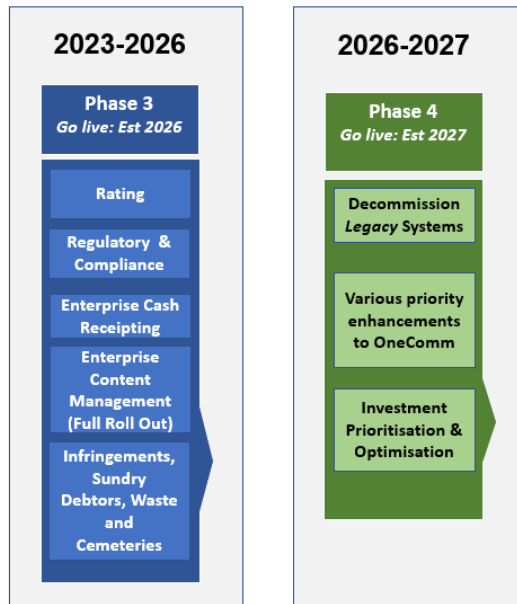 2023-2026
Phase 3
Go live: Est 2026
Rating
Regulatory &
Compliance
Enterprise Cash
Receipting
Enterprise
Content
Management
(Full Roll Out)
Infringements,
Sundry
Debtors, Waste
and
Cemeteries
2026-2027
Phase 4
Go live: Est 2027
Decommission
Legacy Systems
Various priority
enhancements
to OneComm
Investment
Prioritisation &
Optimisation